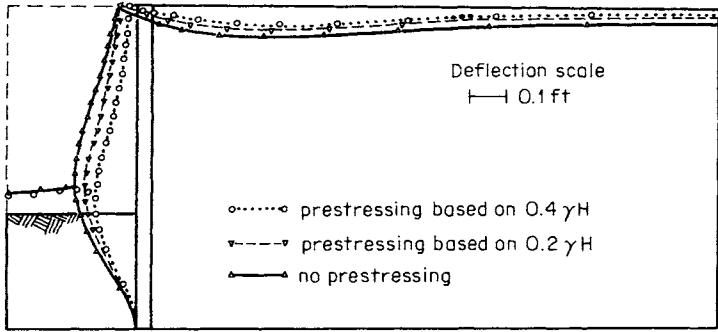 Deflection scale
0.1 ft
prestressing based on 0.4 γH
prestressing based on 0.2 γH
no prestressing